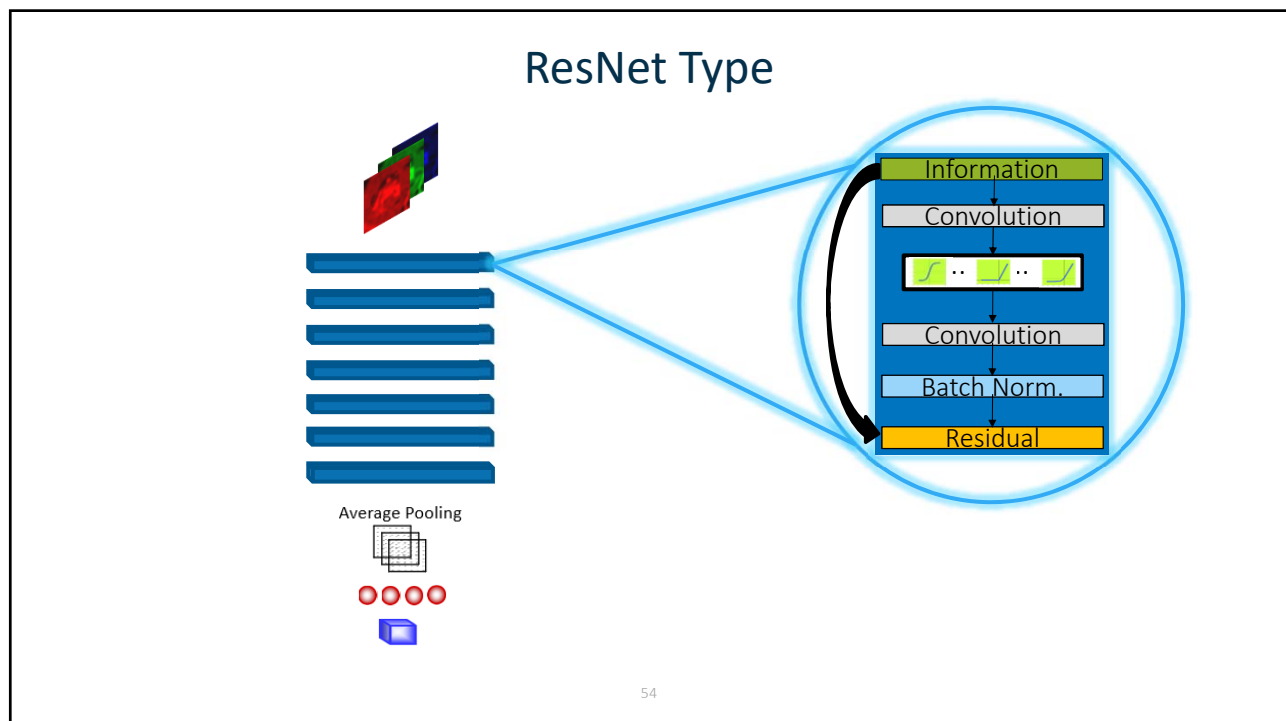 ResNet Type
Information
Convolution
.. ..
Convolution
Batch Norm.
Residual
Average Pooling
54